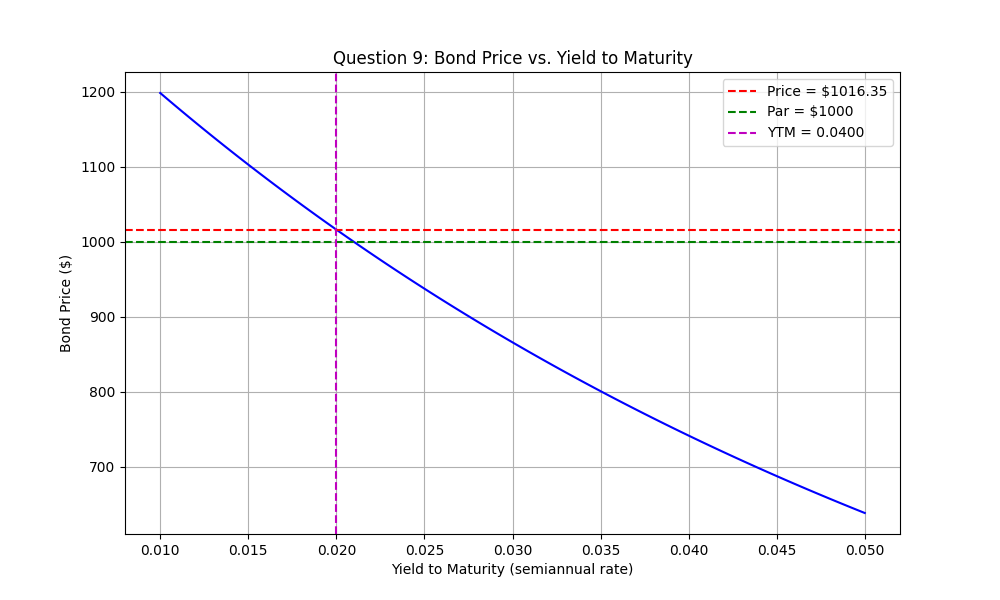 Question 9: Bond Price vs. Yield to Maturity
Price = $1016.35
Par = $1000
YTM = 0.0400
Bond Price ($)
1200
1100
1000
900
800
700
0.010 0.015 0.020 0.025 0.030 0.035 0.040 0.045 0.050
Yield to Maturity (semiannual rate)